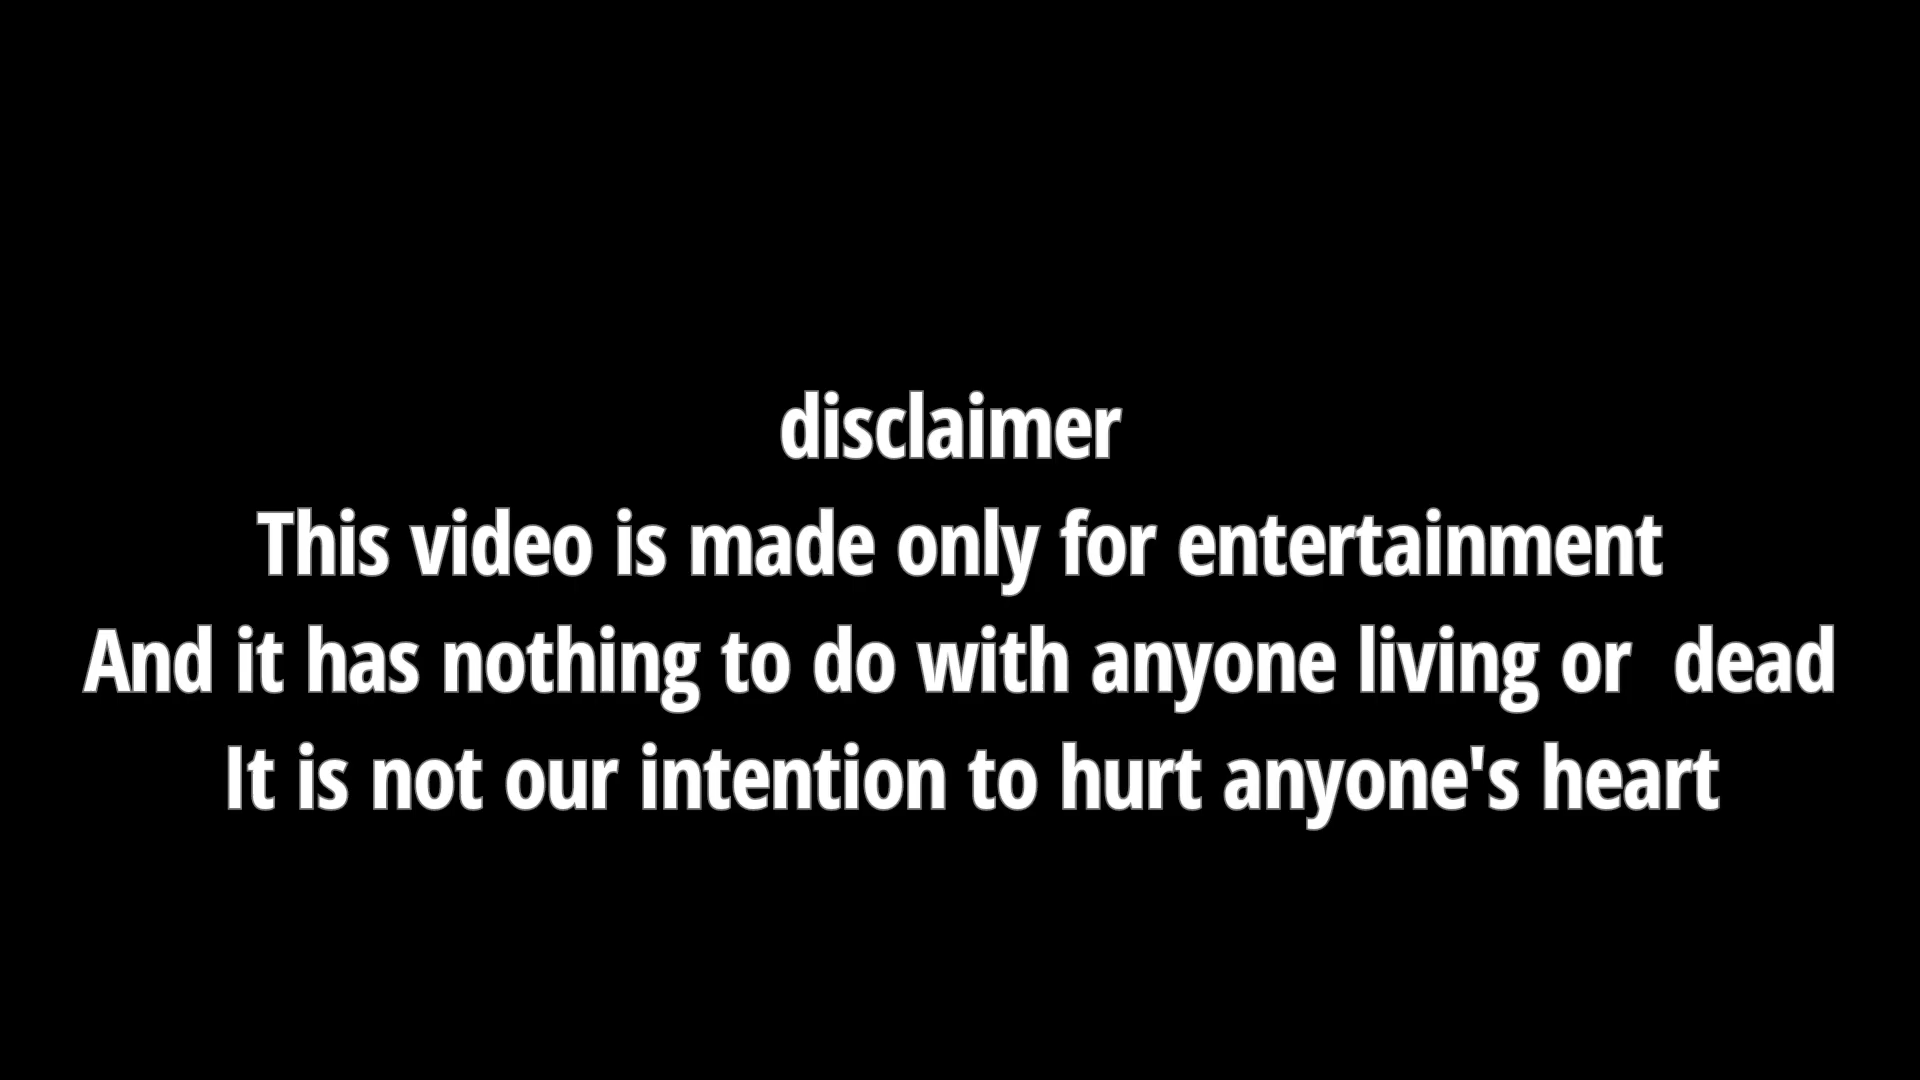 disclaimer
This video is made only for entertainment
And it has nothing to do with anyone living or  dead
It is not our intention to hurt anyone's heart